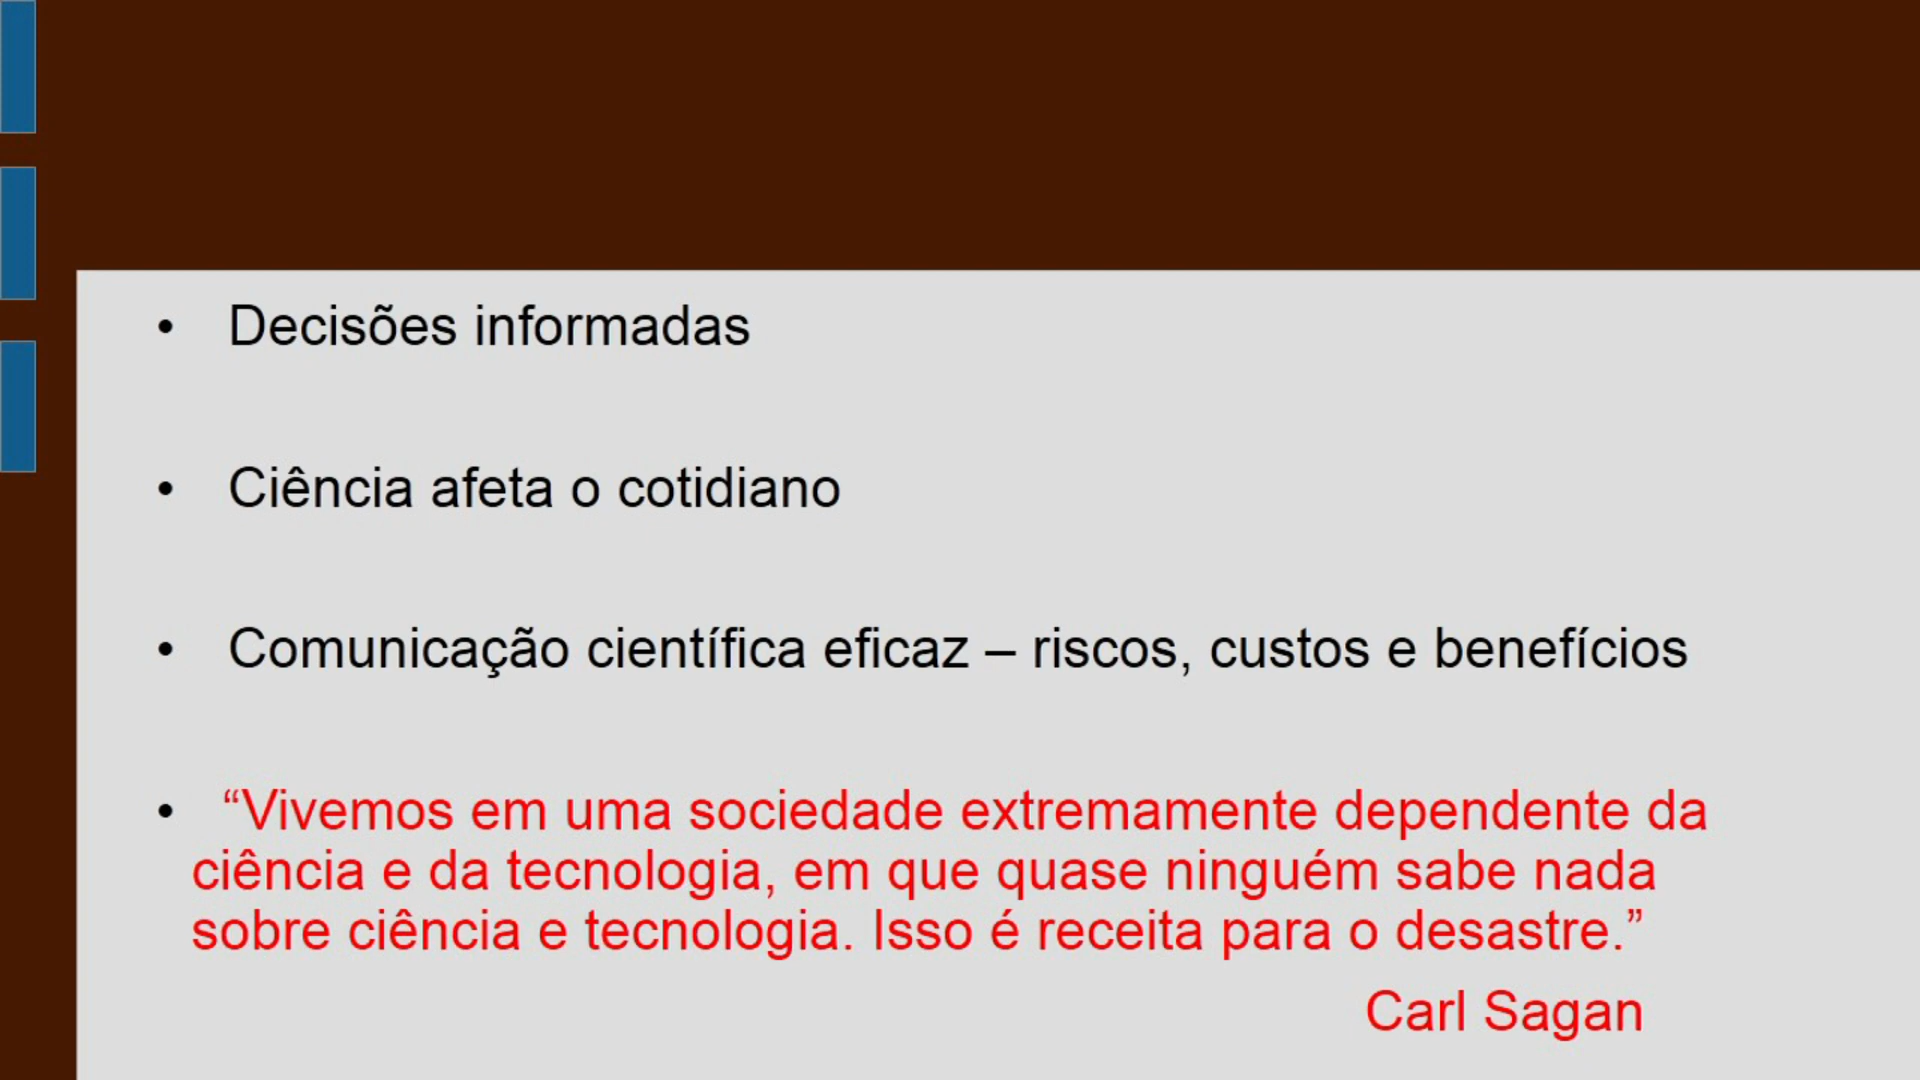 • Decisões informadas
• Ciência afeta o cotidiano
• Comunicação científica eficaz – riscos, custos e benefícios
• “Vivemos em uma sociedade extremamente dependente da
ciência e da tecnologia, em que quase ninguém sabe nada
sobre ciência e tecnologia. Isso é receita para o desastre.”
Carl Sagan